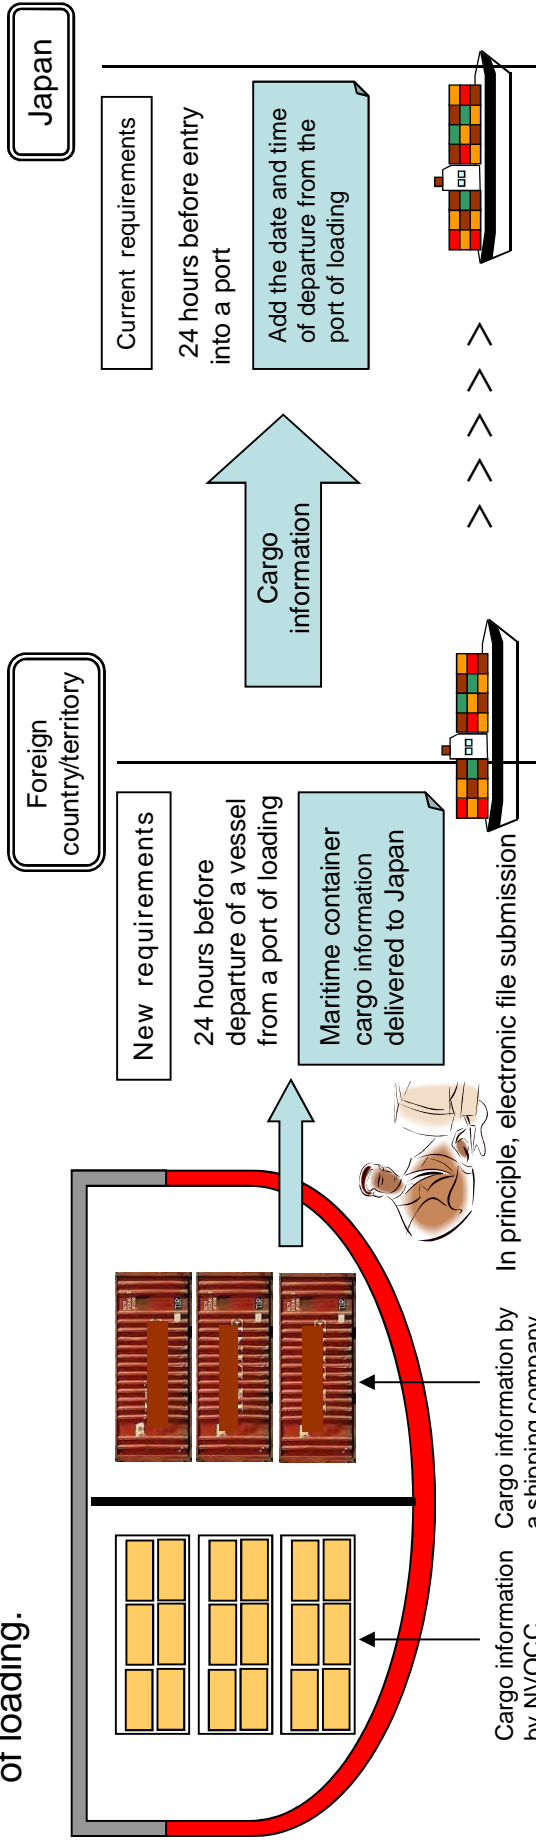 of loading.
Foreign
country/territory
Japan
New requirements
24 hours before
departure of a vessel
from a port of loading
Maritime container
cargo information
delivered to Japan
Cargo
information
Current requirements
24 hours before entry
into a port
Add the date and time
of departure from the
port of loading
Cargo information
by NVOCC
Cargo information by
a shipping company
In principle, electronic file submission